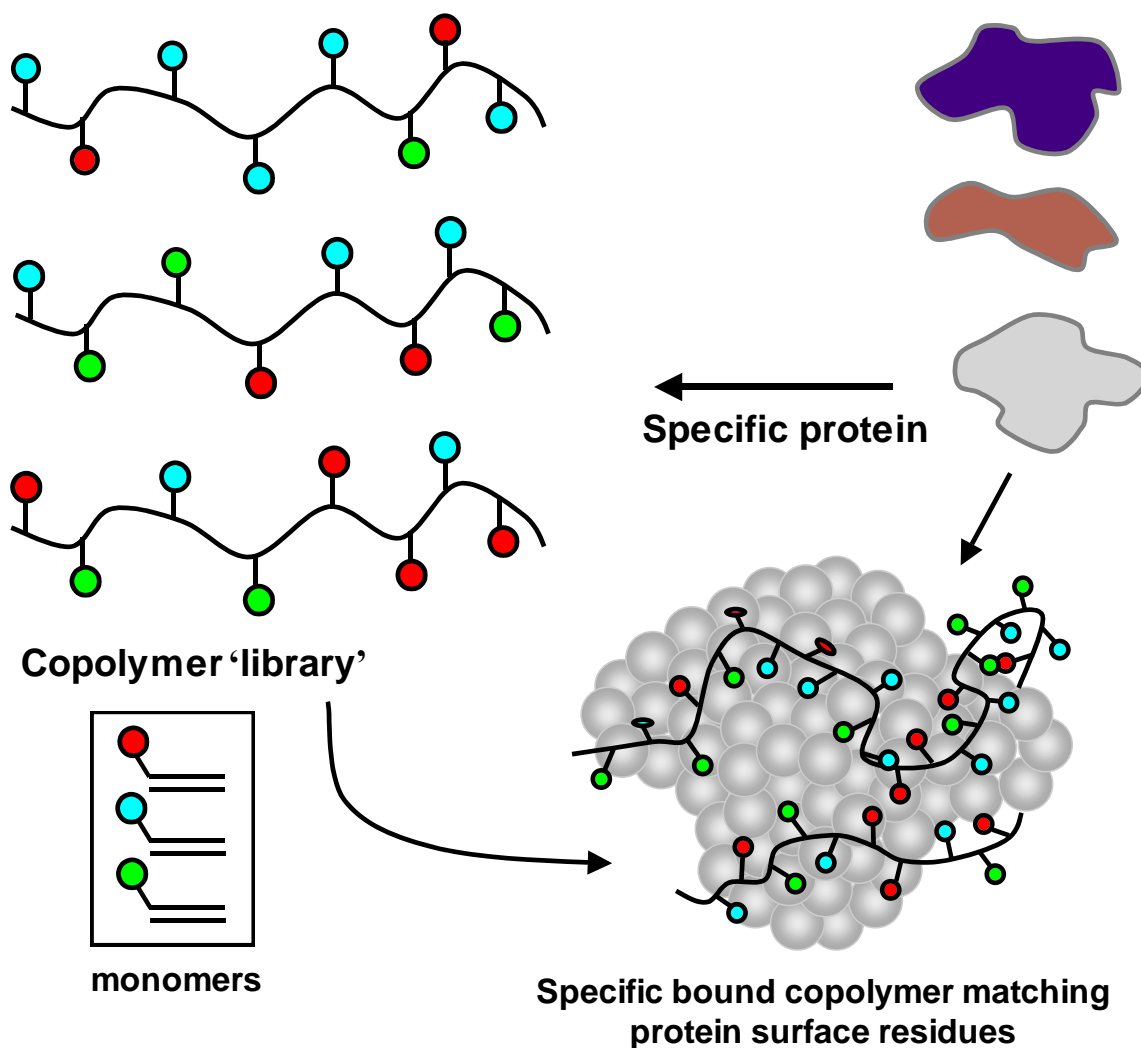 Specific protein
Copolymer ‘library’
monomers
Specific bound copolymer matching
protein surface residues